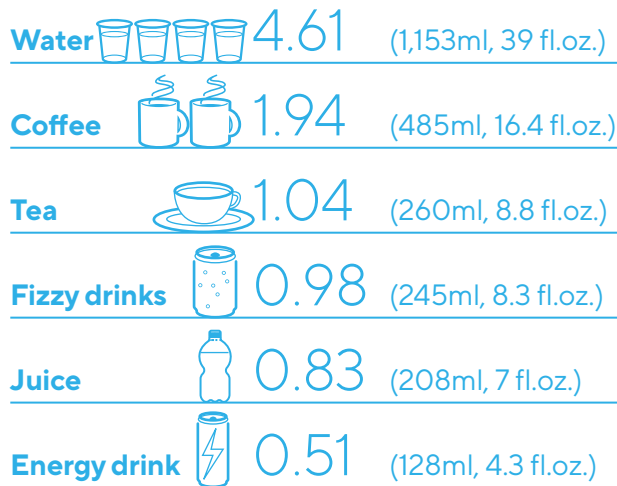 Water 4.61 (1,153ml, 39 fl.oz.)
Coffee 1.94 (485ml, 16.4 fl.oz.)
Tea 1.04 (260ml, 8.8 fl.oz.)
Fizzy drinks 0.98 (245ml, 8.3 fl.oz.)
Juice 0.83 (208ml, 7 fl.oz.)
Energy drink 0.51 (128ml, 4.3 fl.oz.)